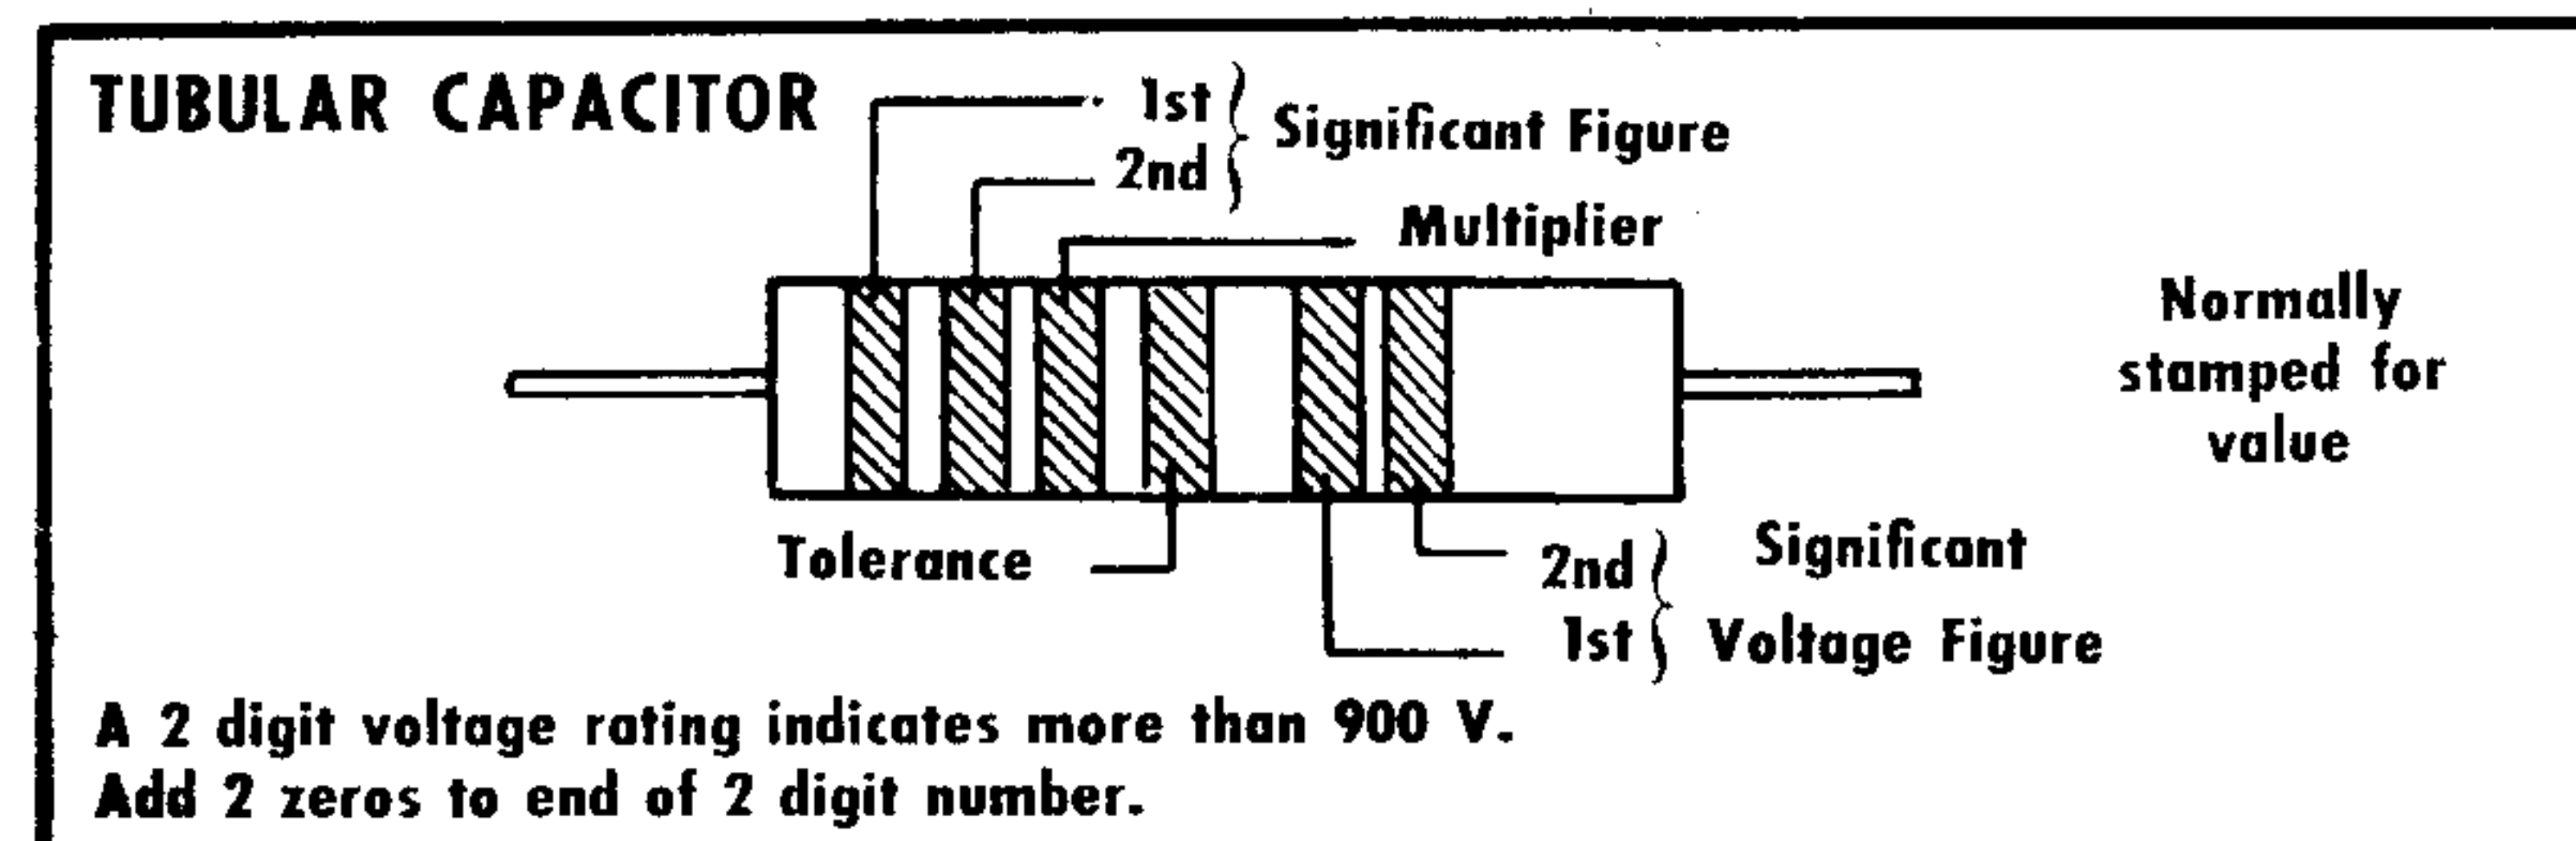 TUBULAR CAPACITOR
1st
2nd
Significant Figure
Multiplier
Normally
stamped for
value
Tolerance
2nd
1st
Significant
Voltage Figure
A 2 digit voltage rating indicates more than 900 V.
Add 2 zeros to end of 2 digit number.